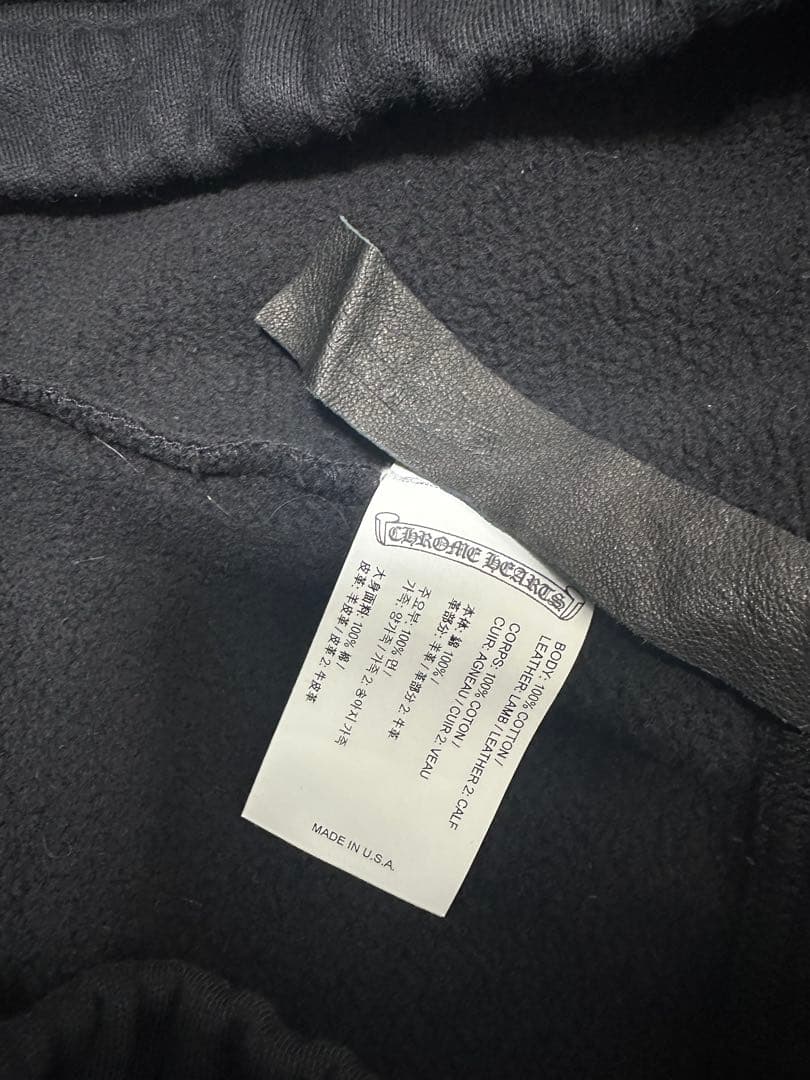 CHROME HEARTS
BODY: 100% COTTON /
LEATHER: LAMB / LEATHER 2: CALF
CORPS: 100% COTON /
CUIR: AGNEAU / CUIR 2: VEAU
本体: 綿 100% /
革部分: 羊革 / 革部分 2: 牛革
주요부: 100% 면 /
가죽: 양가죽 / 가죽 2: 송아지가죽
大身面料: 100% 棉 /
皮革: 羊皮革 / 皮革 2: 牛皮革
MADE IN U.S.A.